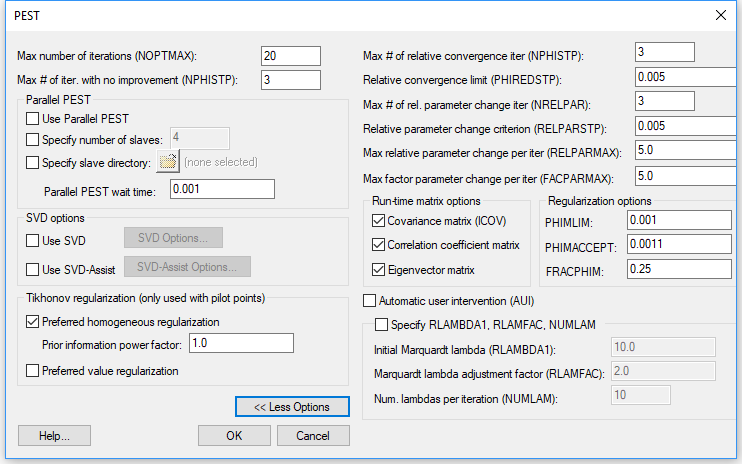 PEST
Max number of iterations (NOPTMAX): 20
Max # of iter. with no improvement (NPHISTP): 3
Parallel PEST
Use Parallel PEST
Specify number of slaves: 4
Specify slave directory: (none selected)
Parallel PEST wait time: 0.001
SVD options
Use SVD SVD Options...
Use SVD-Assist SVD-Assist Options...
Tikhonov regularization (only used with pilot points)
Preferred homogeneous regularization
Prior information power factor: 1.0
Preferred value regularization
<< Less Options
Help... OK Cancel
Max # of relative convergence iter (NPHISTP): 3
Relative convergence limit (PHIREDSTP): 0.005
Max # of rel. parameter change iter (NRELPAR): 3
Relative parameter change criterion (RELPARSTP): 0.005
Max relative parameter change per iter (RELPARMAX): 5.0
Max factor parameter change per iter (FACPARMAX): 5.0
Run-time matrix options
Covariance matrix (ICOV)
Correlation coefficient matrix
Eigenvector matrix
Regularization options
PHIMLIM: 0.001
PHIMACCEPT: 0.0011
FRACPHIM: 0.25
Automatic user intervention (AUI)
Specify RLAMBDA1, RLAMFAC, NUMLAM
Initial Marquardt lambda (RLAMBDA1): 10.0
Marquardt lambda adjustment factor (RLAMFAC): 2.0
Num. lambdas per iteration (NUMLAM): 10